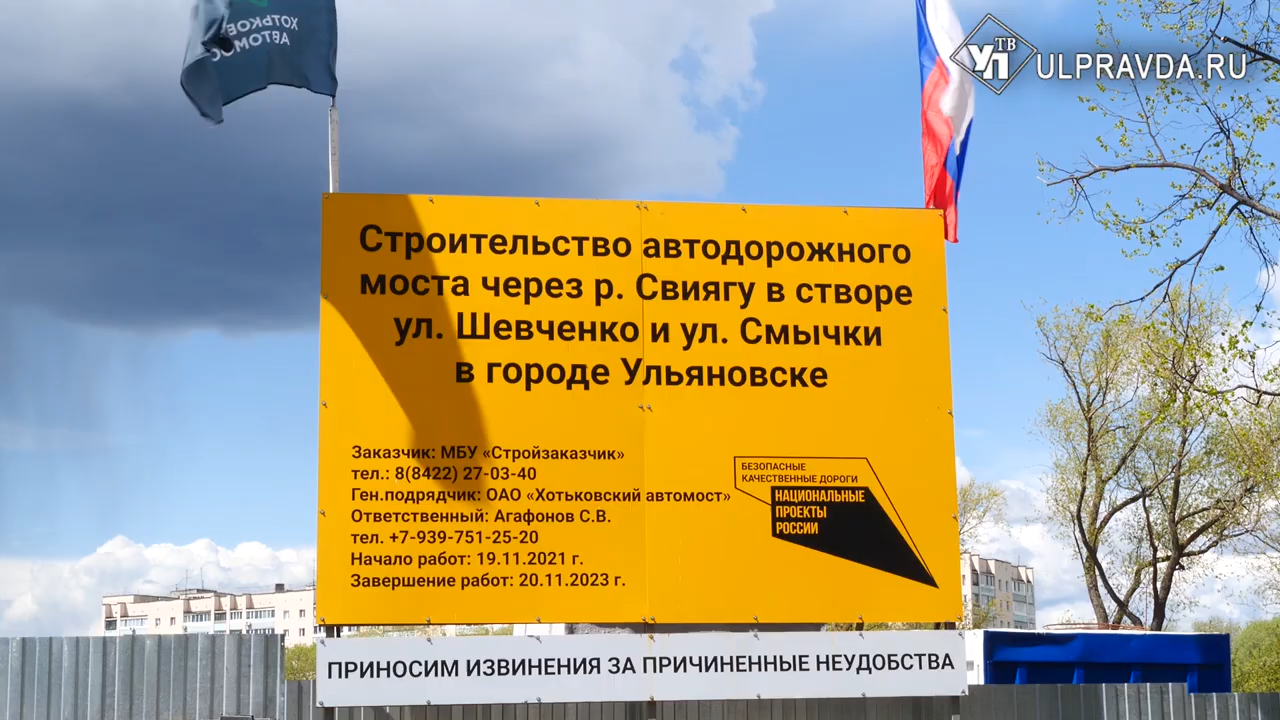 ХОТЬКОВ
АВТОМОС
УП ТВ
ULPRAVDA.RU
Строительство автодорожного
моста через р. Свиягу в створе
ул. Шевченко и ул. Смычки
в городе Ульяновске
Заказчик: МБУ «Стройзаказчик»
тел.: 8(8422) 27-03-40
Ген.подрядчик: ОАО «Хотьковский автомост»
Ответственный: Агафонов С.В.
тел. +7-939-751-25-20
Начало работ: 19.11.2021 г.
Завершение работ: 20.11.2023 г.
БЕЗОПАСНЫЕ
КАЧЕСТВЕННЫЕ ДОРОГИ
НАЦИОНАЛЬНЫЕ
ПРОЕКТЫ
РОССИИ
ПРИНОСИМ ИЗВИНЕНИЯ ЗА ПРИЧИНЕННЫЕ НЕУДОБСТВА